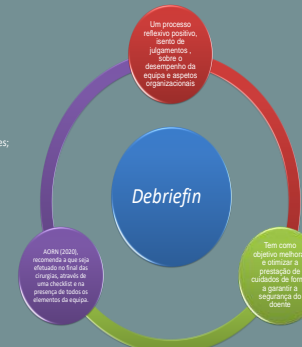 Um processo
reflexivo positivo,
isento de
julgamentos ,
sobre o
desempenho da
equipa e aspetos
organizacionais
es;
Debriefin
AORN (2020),
recomenda a que seja
efetuado no final das
cirurgias, através de
uma checklist e na
presença de todos os
elementos da equipa.
Tem como
objetivo melhora
e otimizar a
prestação de
cuidados de form
a garantir a
segurança do
doente